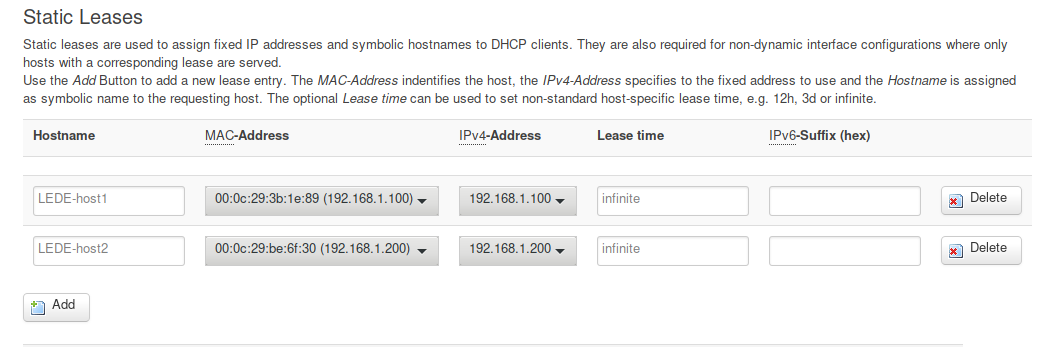 Static Leases
Static leases are used to assign fixed IP addresses and symbolic hostnames to DHCP clients. They are also required for non-dynamic interface configurations where only
hosts with a corresponding lease are served.
Use the Add Button to add a new lease entry. The MAC-Address indentifies the host, the IPv4-Address specifies to the fixed address to use and the Hostname is assigned
as symbolic name to the requesting host. The optional Lease time can be used to set non-standard host-specific lease time, e.g. 12h, 3d or infinite.
Hostname MAC-Address IPv4-Address Lease time IPv6-Suffix (hex)
LEDE-host1 00:0c:29:3b:1e:89 (192.168.1.100) 192.168.1.100 infinite Delete
LEDE-host2 00:0c:29:be:6f:30 (192.168.1.200) 192.168.1.200 infinite Delete
Add